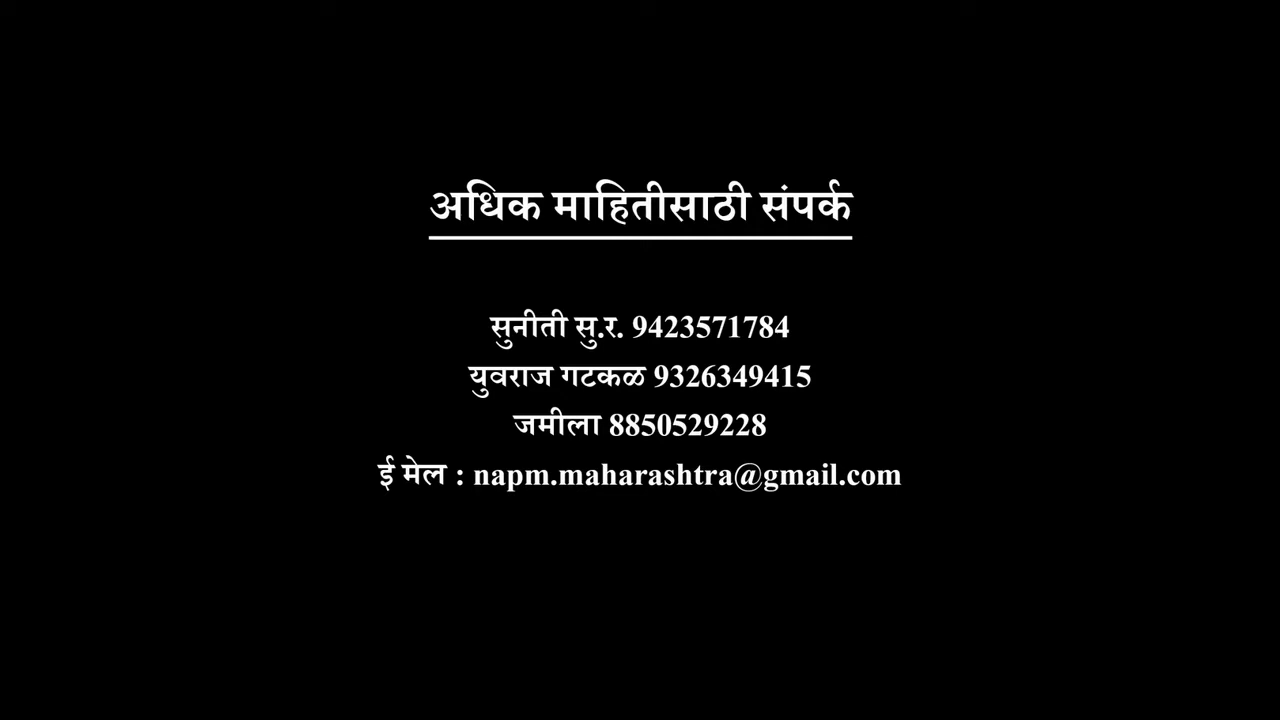 अधिक माहितीसाठी संपर्क
सुनीती सु.र. 9423571784
युवराज गटकळ 9326349415
जमीला 8850529228
ई मेल : napm.maharashtra@gmail.com